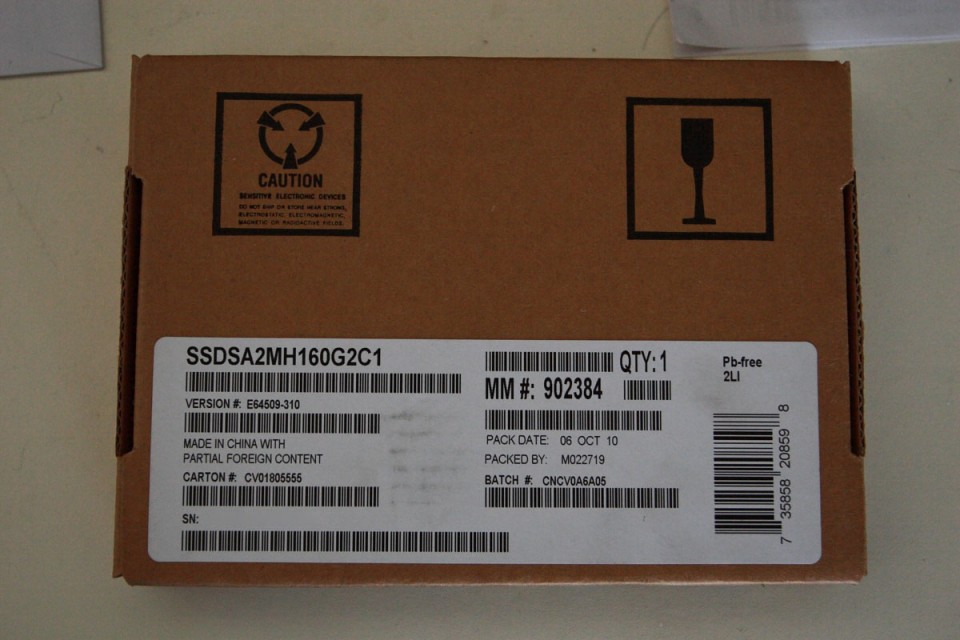 CAUTION
SENSITIVE ELECTRONIC DEVICES
DO NOT SHIP OR STORE NEAR STRONG,
ELECTROSTATIC, ELECTROMAGNETIC,
MAGNETIC OR RADIOACTIVE FIELDS.
SSDSA2MH160G2C1
VERSION #: E64509-310
MADE IN CHINA WITH
PARTIAL FOREIGN CONTENT
CARTON #: CV01805555
SN:
QTY: 1
MM #: 902384
PACK DATE: 06 OCT 10
PACKED BY: M022719
BATCH #: CNCV0A6A05
Pb-free
2LI
7 35858 20859 8